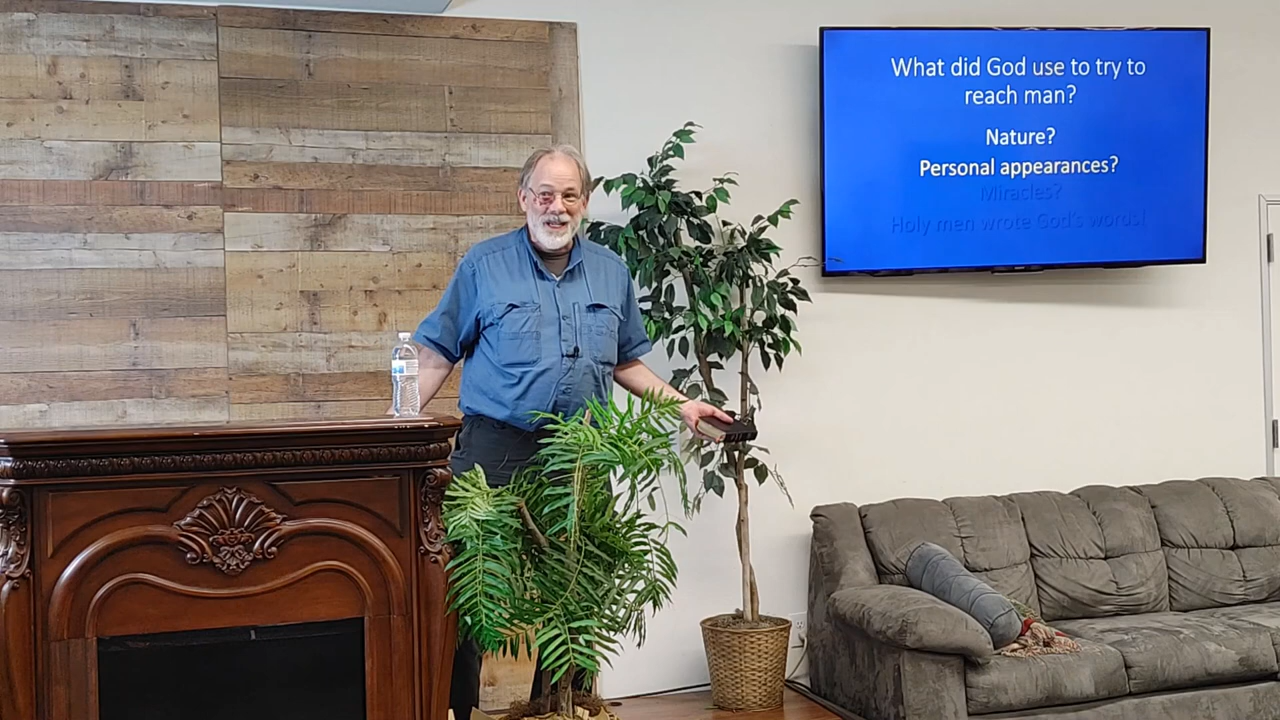 What did God use to try to
reach man?
Nature?
Personal appearances?
Miracles?
Holy men wrote God's words!